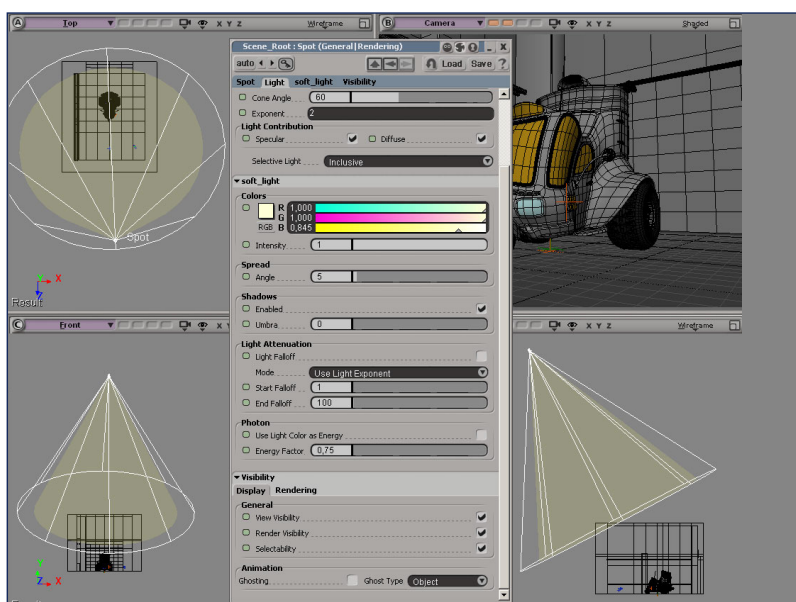 A Top X Y Z Wireframe
B Camera X Y Z Shaded
Scene_Root : Spot (General|Rendering)
auto Load Save ?
Spot Light soft_light Visibility
Cone Angle 60
Exponent 2
Light Contribution
Specular Diffuse
Selective Light Inclusive
soft_light
Colors
R 1,000
G 1,000
RGB B 0,845
Intensity 1
Spread
Angle 5
Shadows
Enabled
Umbra 0
Light Attenuation
Light Falloff
Mode Use Light Exponent
Start Falloff 1
End Falloff 100
Photon
Use Light Color as Energy
Energy Factor 0,75
Visibility
Display Rendering
General
View Visibility
Render Visibility
Selectability
Animation
Ghosting Ghost Type Object
Spot
Y X
Z
Result
C Front X Y
X Y Z Wireframe
Y
Z X